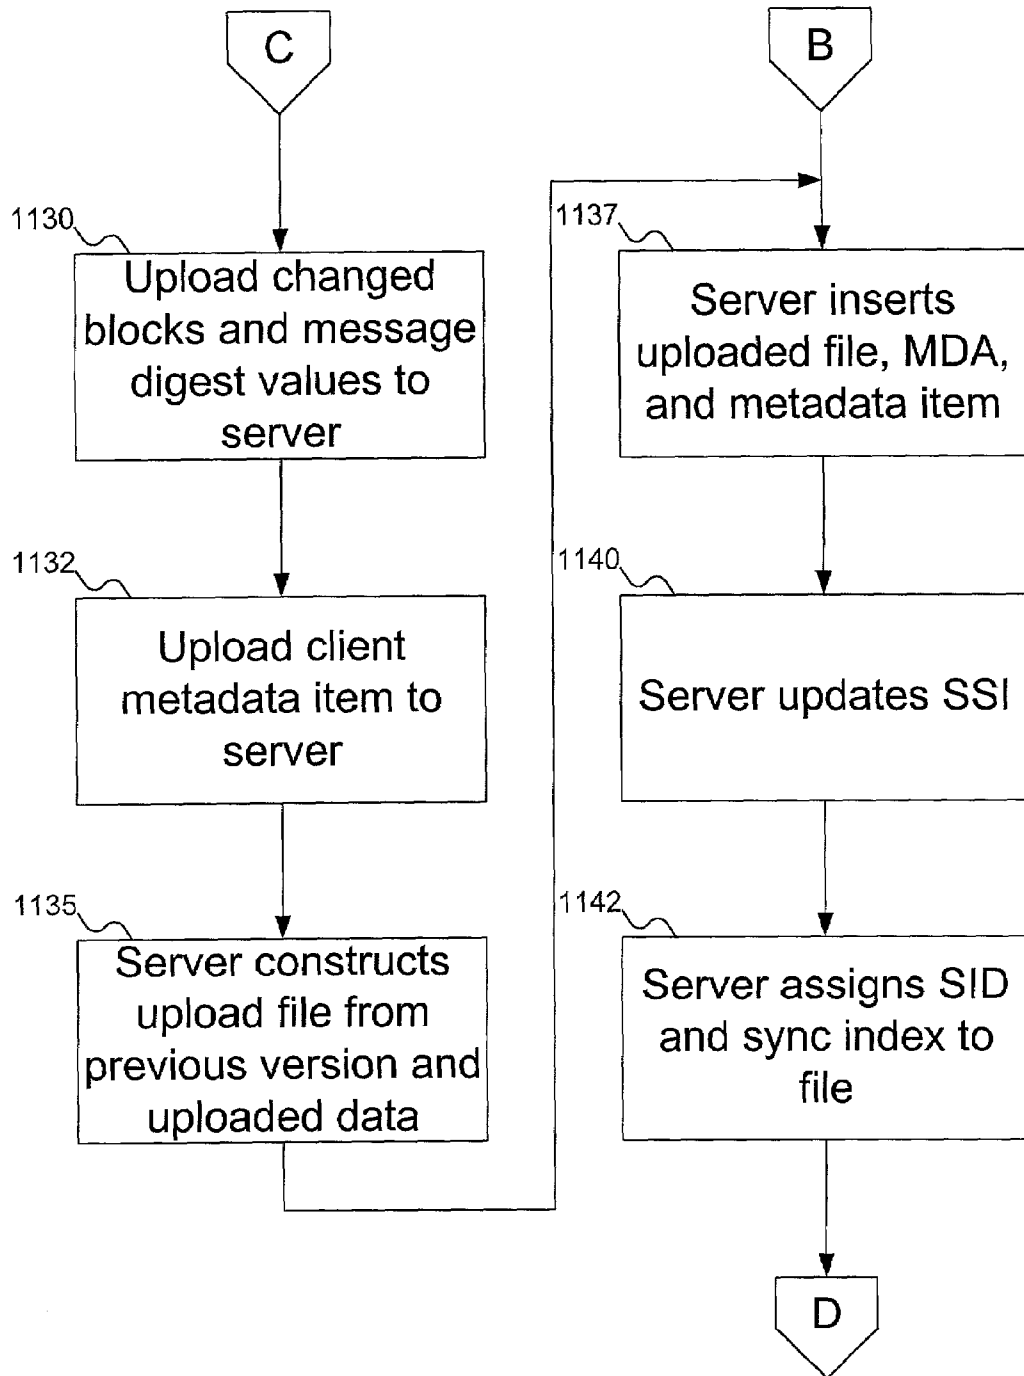 C
1130
Upload changed
blocks and message
digest values to
server
1132
Upload client
metadata item to
server
1135
Server constructs
upload file from
previous version and
uploaded data
B
1137
Server inserts
uploaded file, MDA,
and metadata item
1140
Server updates SSI
1142
Server assigns SID
and sync index to
file
D